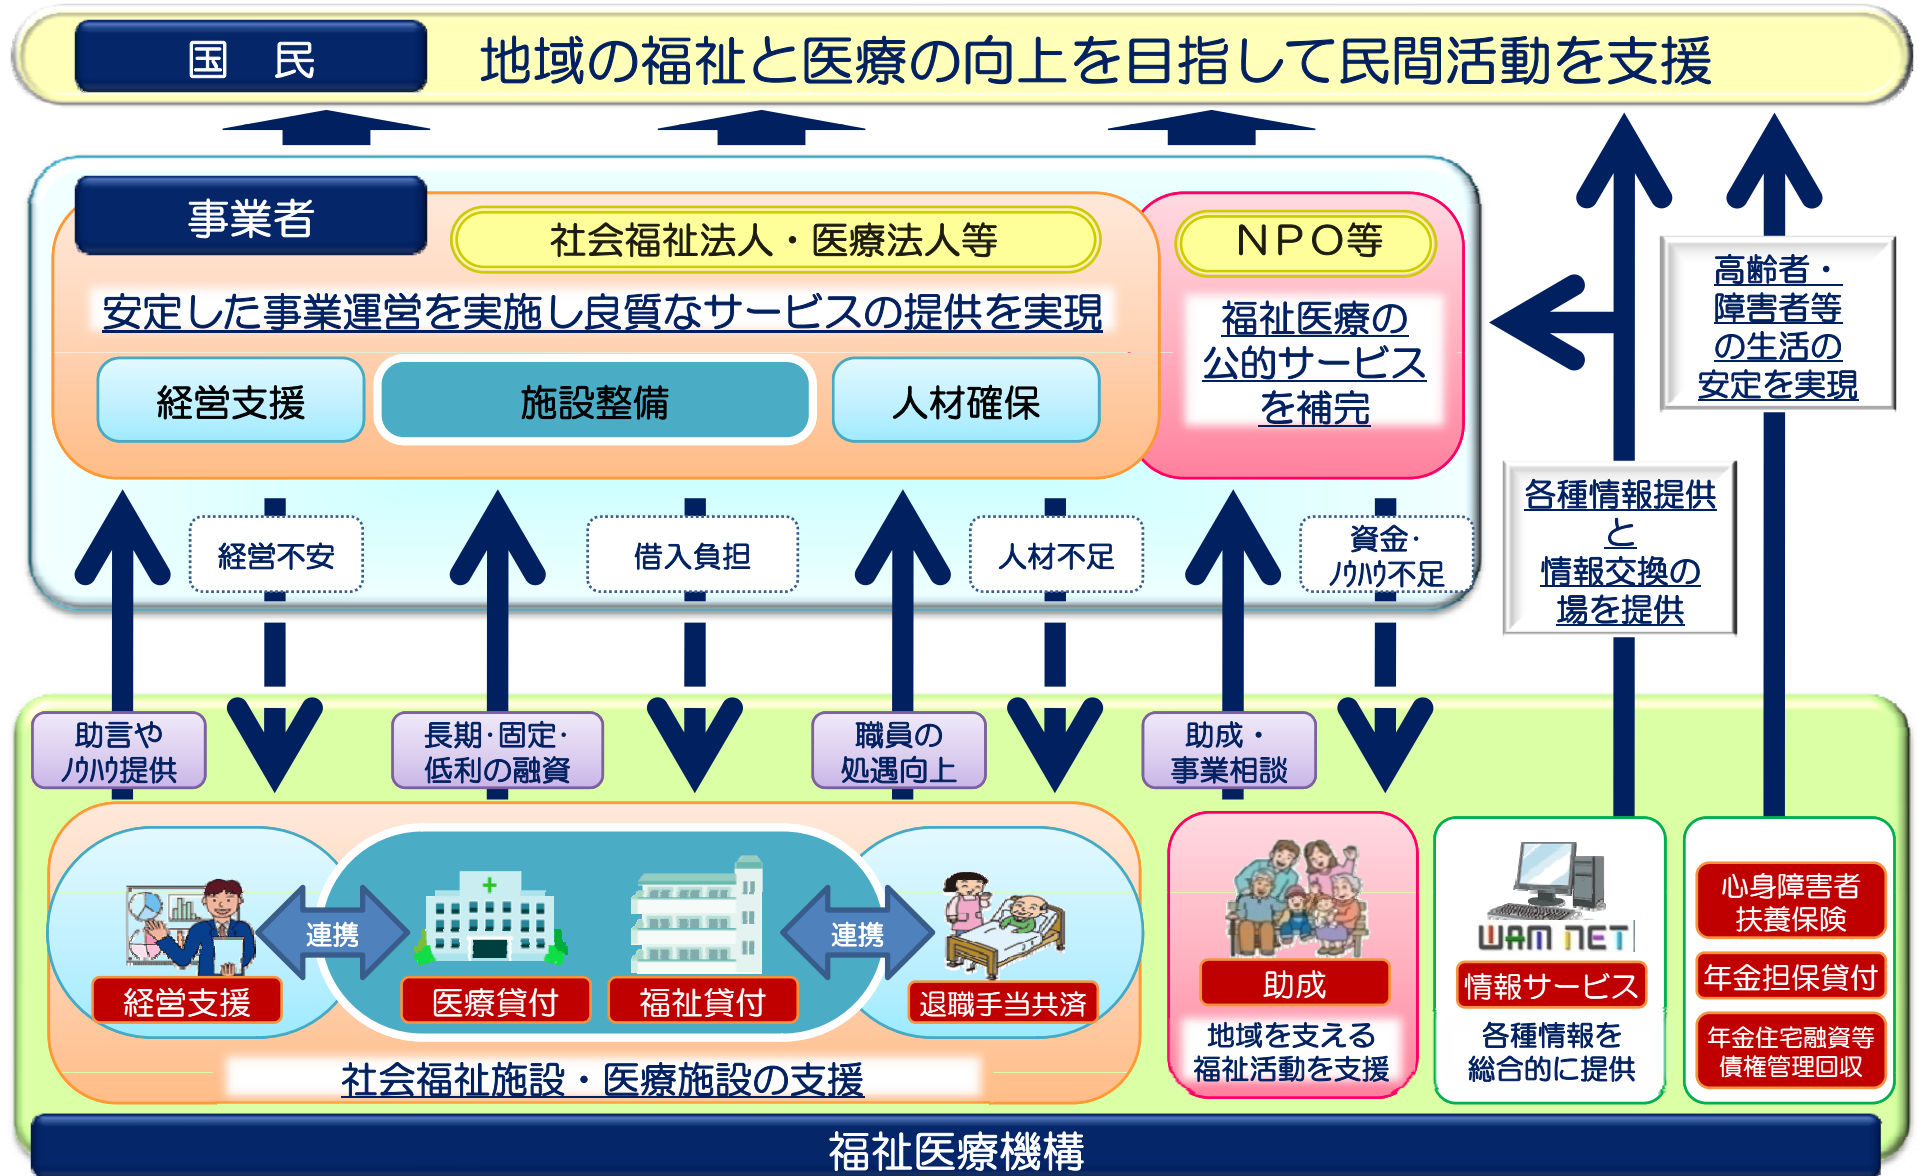 国　民
地域の福祉と医療の向上を目指して民間活動を支援
事業者
社会福祉法人・医療法人等
NPO等
安定した事業運営を実施し良質なサービスの提供を実現
福祉医療の
公的サービス
を補完
経営支援
施設整備
人材確保
高齢者・
障害者等
の生活の
安定を実現
各種情報提供
と
情報交換の
場を提供
経営不安
借入負担
人材不足
資金・
ﾉｳﾊｳ不足
助言や
ﾉｳﾊｳ提供
長期・固定・
低利の融資
職員の
処遇向上
助成・
事業相談
連携
連携
経営支援
医療貸付
福祉貸付
退職手当共済
社会福祉施設・医療施設の支援
助成
地域を支える
福祉活動を支援
WAM NET
情報サービス
各種情報を
総合的に提供
心身障害者
扶養保険
年金担保貸付
年金住宅融資等
債権管理回収
福祉医療機構